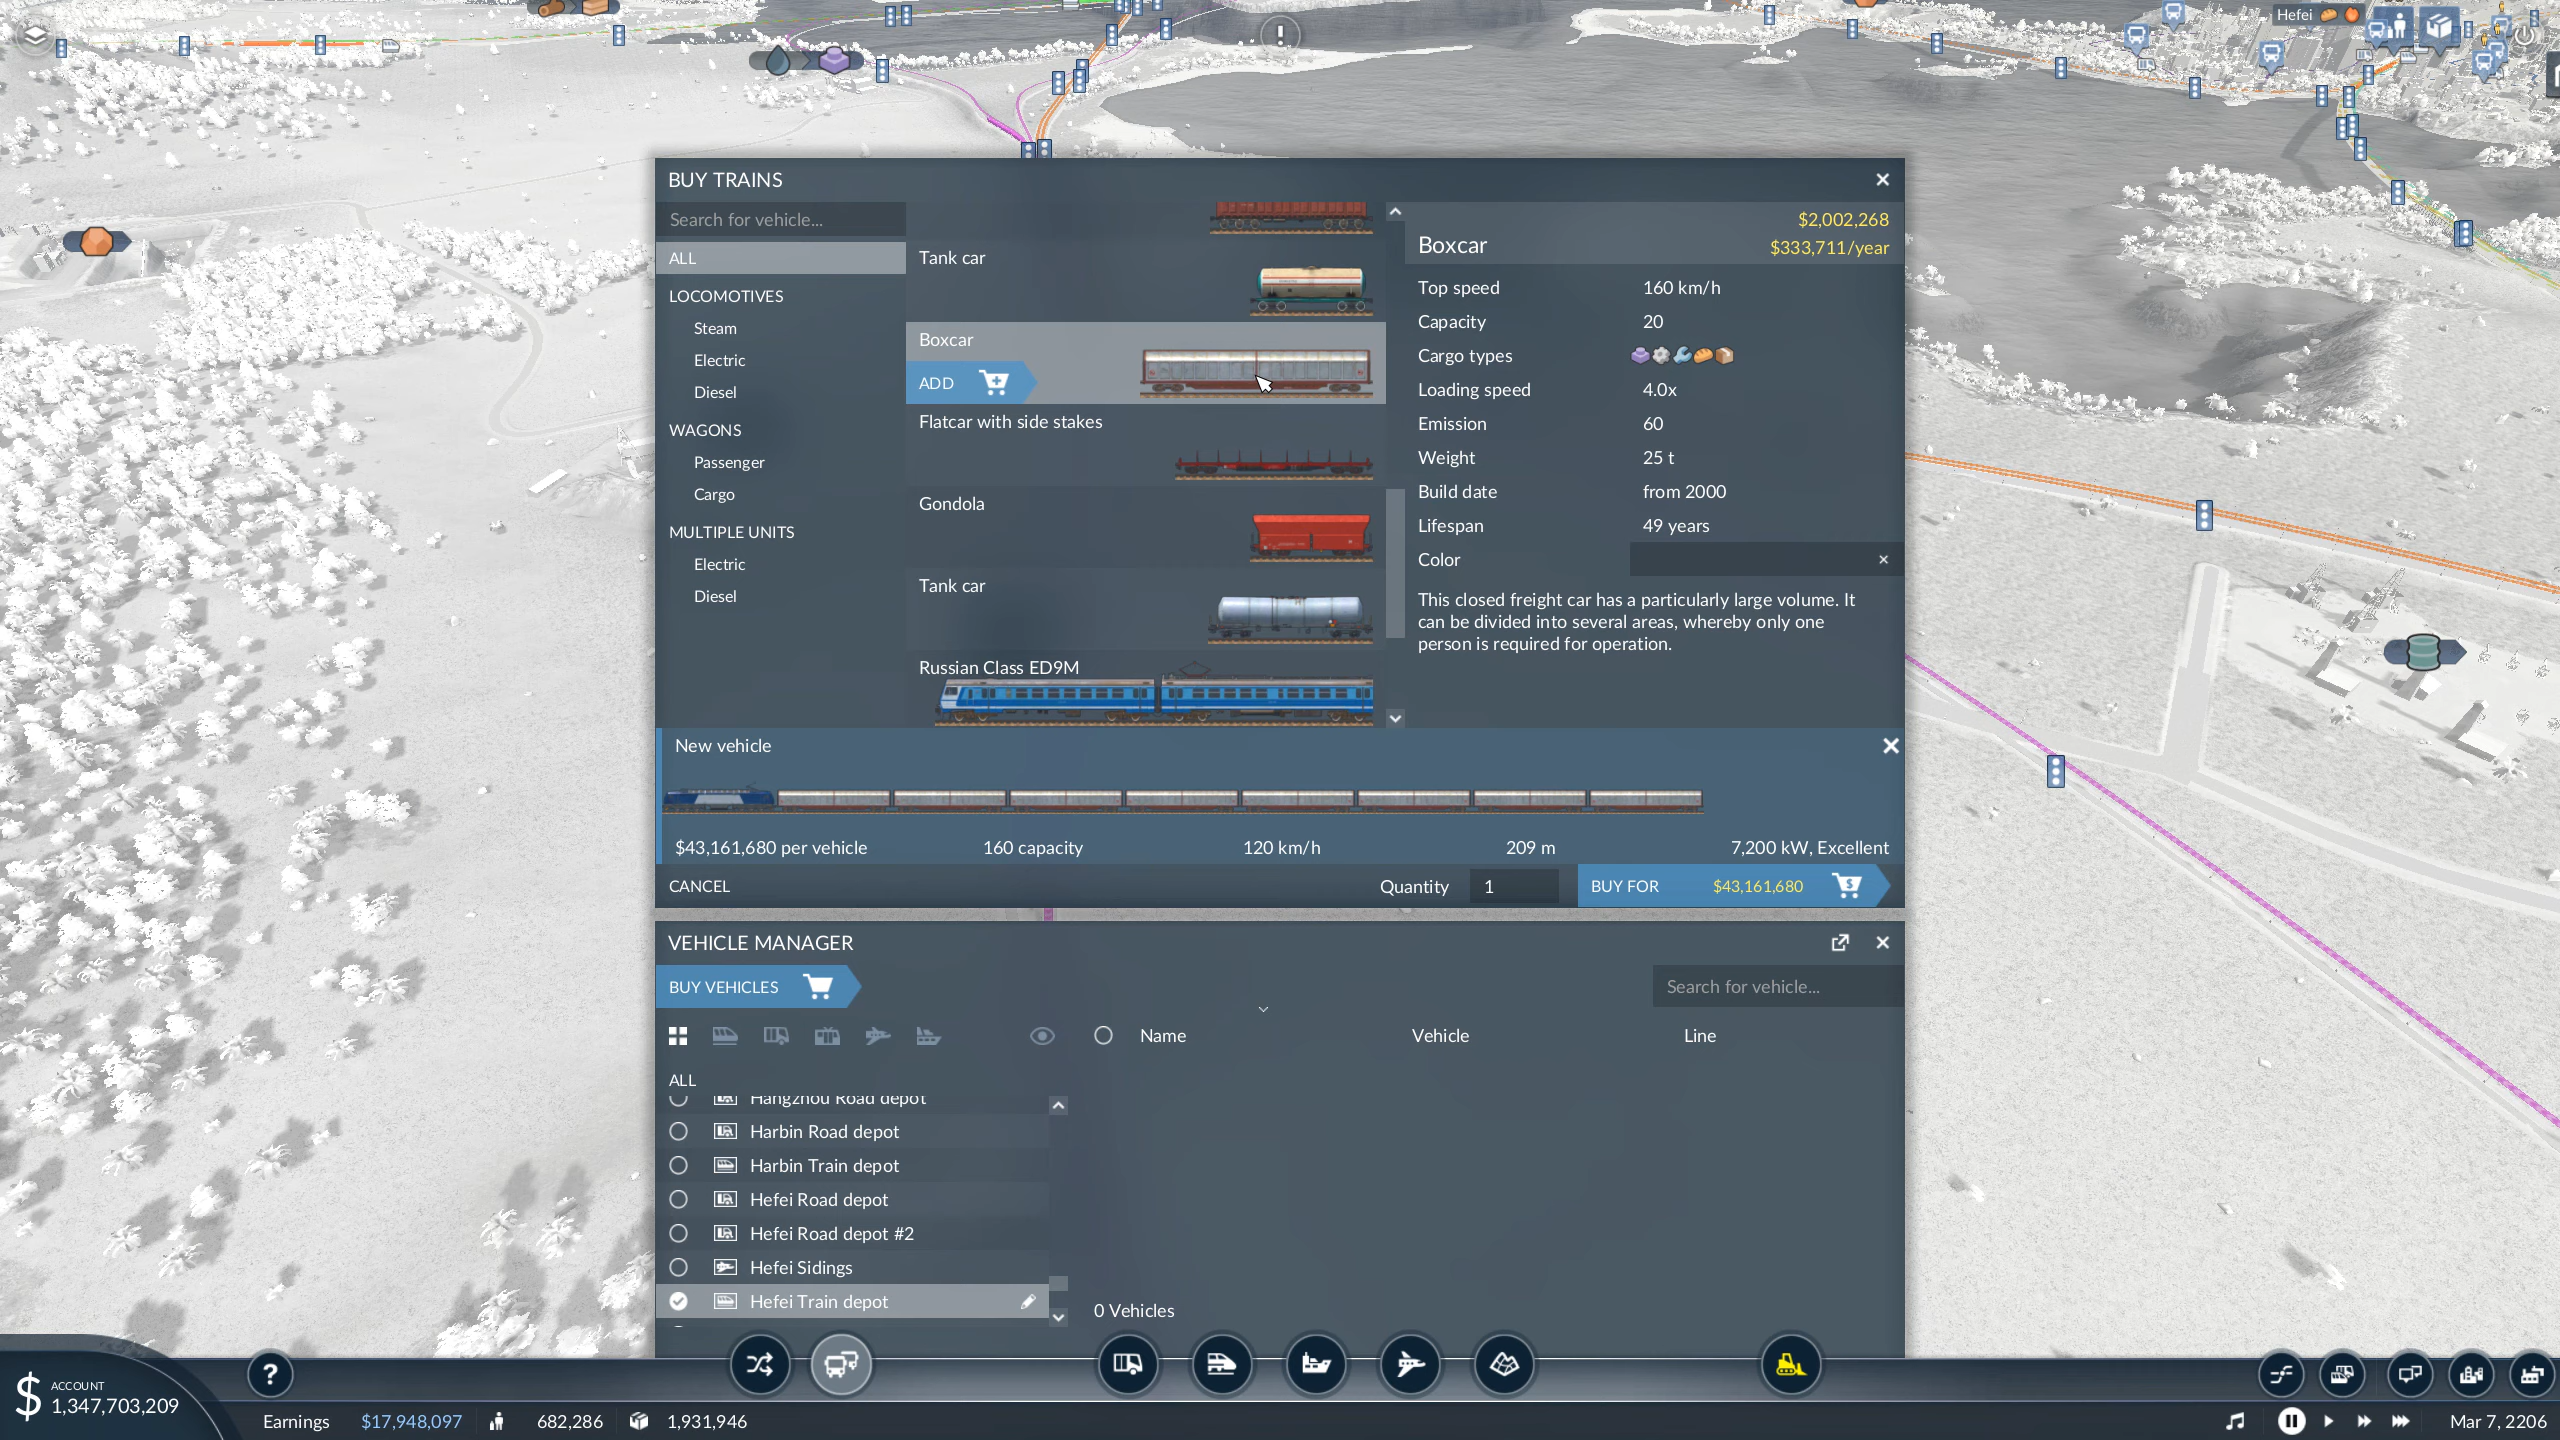 Hefei
BUY TRAINS
Search for vehicle...
ALL
LOCOMOTIVES
Steam
Electric
Diesel
WAGONS
Passenger
Cargo
MULTIPLE UNITS
Electric
Diesel
Tank car
Boxcar
ADD
Flatcar with side stakes
Gondola
Tank car
Russian Class ED9M
$2,002,268
Boxcar
$333,711/year
Top speed 160 km/h
Capacity 20
Cargo types
Loading speed 4.0x
Emission 60
Weight 25 t
Build date from 2000
Lifespan 49 years
Color
This closed freight car has a particularly large volume. It
can be divided into several areas, whereby only one
person is required for operation.
New vehicle
$43,161,680 per vehicle 160 capacity 120 km/h 209 m 7,200 kW, Excellent
CANCEL Quantity 1 BUY FOR $43,161,680
VEHICLE MANAGER
BUY VEHICLES Search for vehicle...
Name Vehicle Line
ALL
Hangzhou Road depot
Harbin Road depot
Harbin Train depot
Hefei Road depot
Hefei Road depot #2
Hefei Sidings
Hefei Train depot
0 Vehicles
ACCOUNT
$ 1,347,703,209
?
Earnings $17,948,097 682,286 1,931,946 Mar 7, 2206